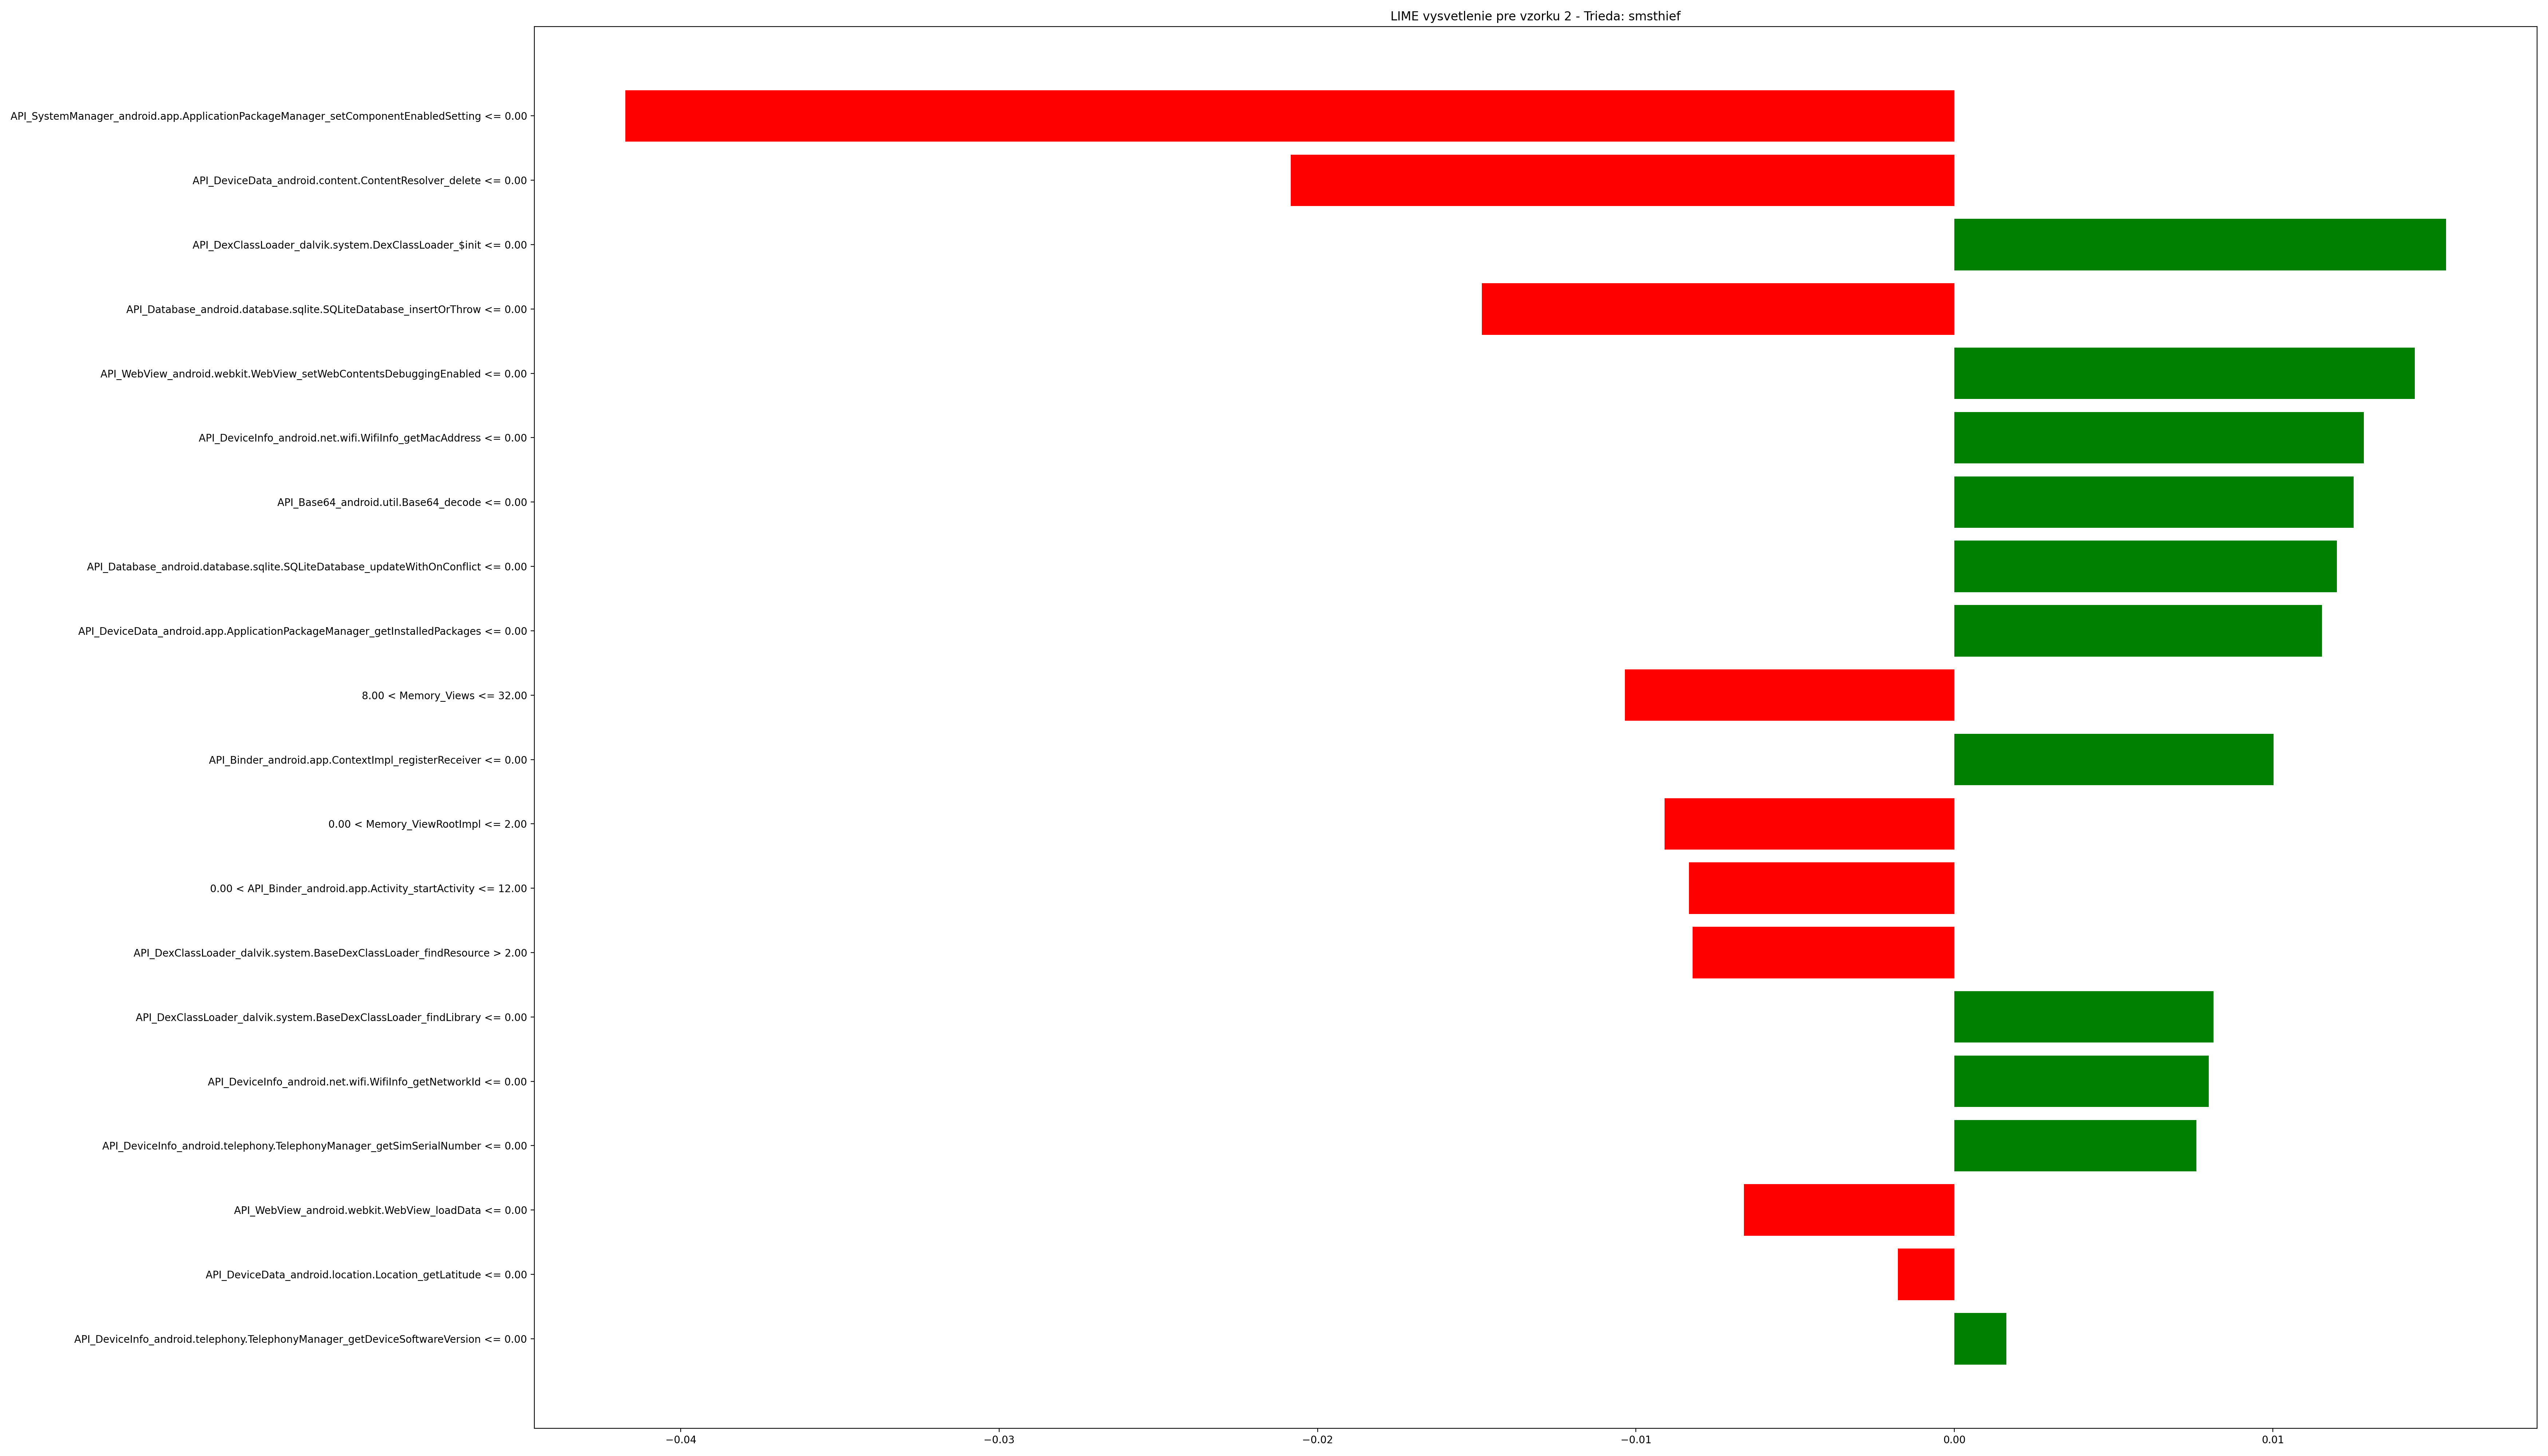 LIME vysvetlenie pre vzorku 2 - Trieda: smsthief
API_SystemManager_android.app.ApplicationPackageManager_setComponentEnabledSetting <= 0.00
API_DeviceData_android.content.ContentResolver_delete <= 0.00
API_DexClassLoader_dalvik.system.DexClassLoader_$init <= 0.00
API_Database_android.database.sqlite.SQLiteDatabase_insertOrThrow <= 0.00
API_WebView_android.webkit.WebView_setWebContentsDebuggingEnabled <= 0.00
API_DeviceInfo_android.net.wifi.WifiInfo_getMacAddress <= 0.00
API_Base64_android.util.Base64_decode <= 0.00
API_Database_android.database.sqlite.SQLiteDatabase_updateWithOnConflict <= 0.00
API_DeviceData_android.app.ApplicationPackageManager_getInstalledPackages <= 0.00
8.00 < Memory_Views <= 32.00
API_Binder_android.app.ContextImpl_registerReceiver <= 0.00
0.00 < Memory_ViewRootImpl <= 2.00
0.00 < API_Binder_android.app.Activity_startActivity <= 12.00
API_DexClassLoader_dalvik.system.BaseDexClassLoader_findResource > 2.00
API_DexClassLoader_dalvik.system.BaseDexClassLoader_findLibrary <= 0.00
API_DeviceInfo_android.net.wifi.WifiInfo_getNetworkId <= 0.00
API_DeviceInfo_android.telephony.TelephonyManager_getSimSerialNumber <= 0.00
API_WebView_android.webkit.WebView_loadData <= 0.00
API_DeviceData_android.location.Location_getLatitude <= 0.00
API_DeviceInfo_android.telephony.TelephonyManager_getDeviceSoftwareVersion <= 0.00
−0.04 −0.03 −0.02 −0.01 0.00 0.01